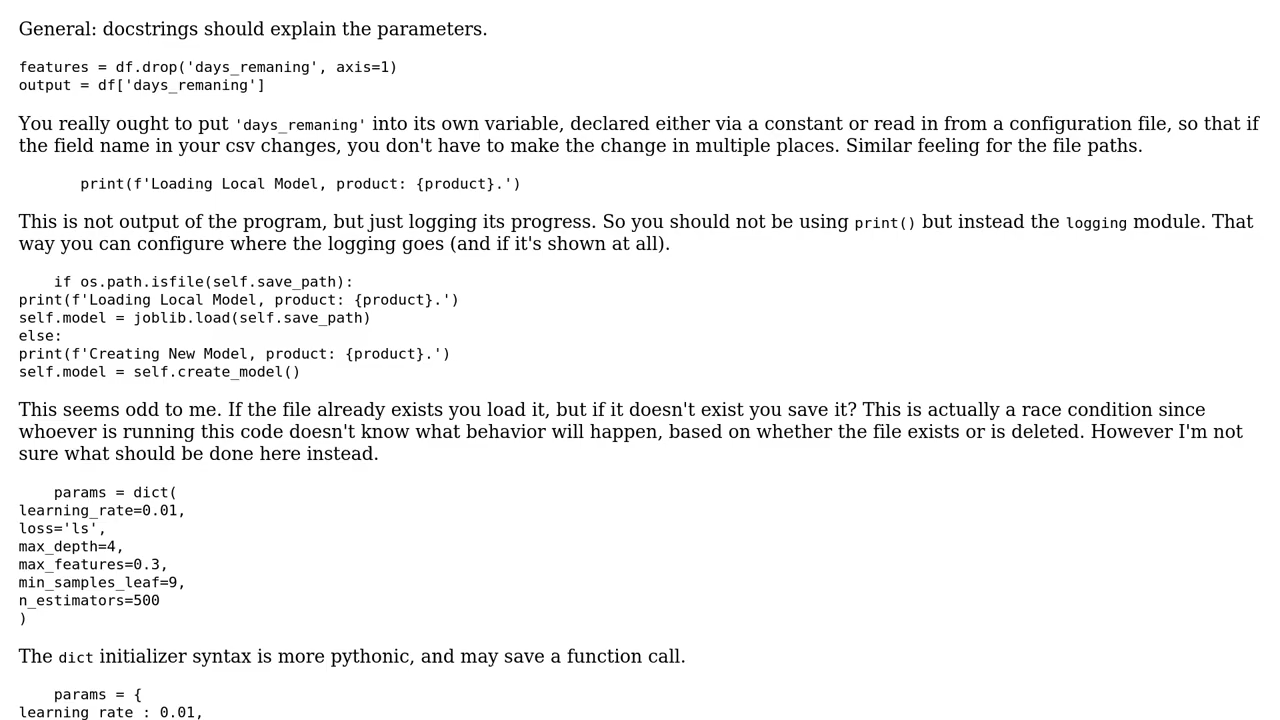 General: docstrings should explain the parameters.
features = df.drop('days_remaning', axis=1)
output = df['days_remaning']
You really ought to put 'days_remaning' into its own variable, declared either via a constant or read in from a configuration file, so that if
the field name in your csv changes, you don't have to make the change in multiple places. Similar feeling for the file paths.
print(f'Loading Local Model, product: {product}.')
This is not output of the program, but just logging its progress. So you should not be using print() but instead the logging module. That
way you can configure where the logging goes (and if it's shown at all).
if os.path.isfile(self.save_path):
print(f'Loading Local Model, product: {product}.')
self.model = joblib.load(self.save_path)
else:
print(f'Creating New Model, product: {product}.')
self.model = self.create_model()
This seems odd to me. If the file already exists you load it, but if it doesn't exist you save it? This is actually a race condition since
whoever is running this code doesn't know what behavior will happen, based on whether the file exists or is deleted. However I'm not
sure what should be done here instead.
params = dict(
learning_rate=0.01,
loss='ls',
max_depth=4,
max_features=0.3,
min_samples_leaf=9,
n_estimators=500
)
The dict initializer syntax is more pythonic, and may save a function call.
params = {
learning_rate : 0.01,